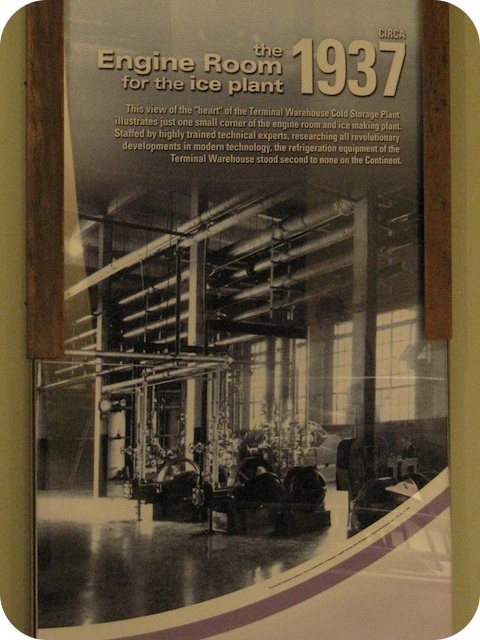 CIRCA
the
Engine Room 1937
for the ice plant
This view of the "heart" of the Terminal Warehouse Cold Storage Plant
illustrates just one small corner of the engine room and ice making plant.
Staffed by highly trained technical experts, researching all revolutionary
developments in modern technology, the refrigeration equipment of the
Terminal Warehouse stood second to none on the Continent.